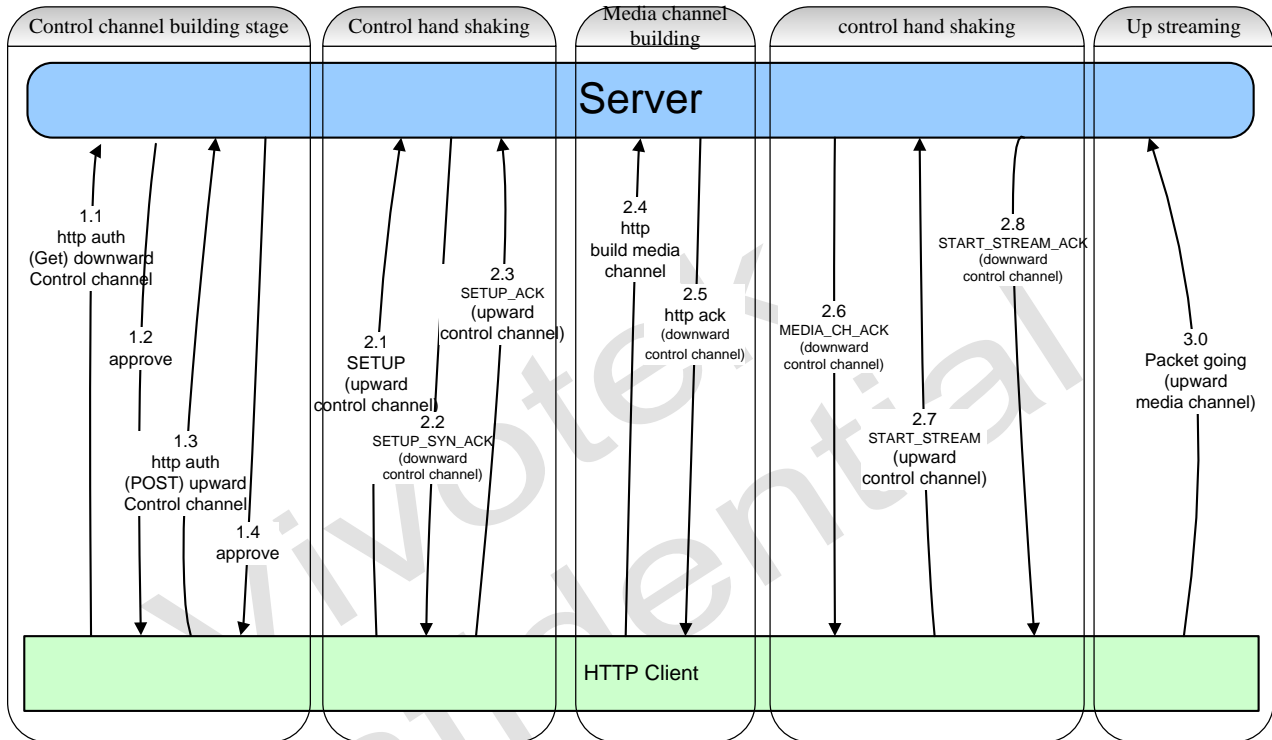 Control channel building stage
Control hand shaking
Media channel
building
control hand shaking
Up streaming
Server
1.1
http auth
(Get) downward
Control channel
1.2
approve
1.3
http auth
(POST) upward
Control channel
1.4
approve
2.1
SETUP
(upward
control channel)
2.2
SETUP_SYN_ACK
(downward
control channel)
2.3
SETUP_ACK
(upward
control channel)
2.4
http
build media
channel
2.5
http ack
(downward
control channel)
2.6
MEDIA_CH_ACK
(downward
control channel)
2.7
START_STREAM
(upward
control channel)
2.8
START_STREAM_ACK
(downward
control channel)
3.0
Packet going
(upward
media channel)
HTTP Client
Vivotek